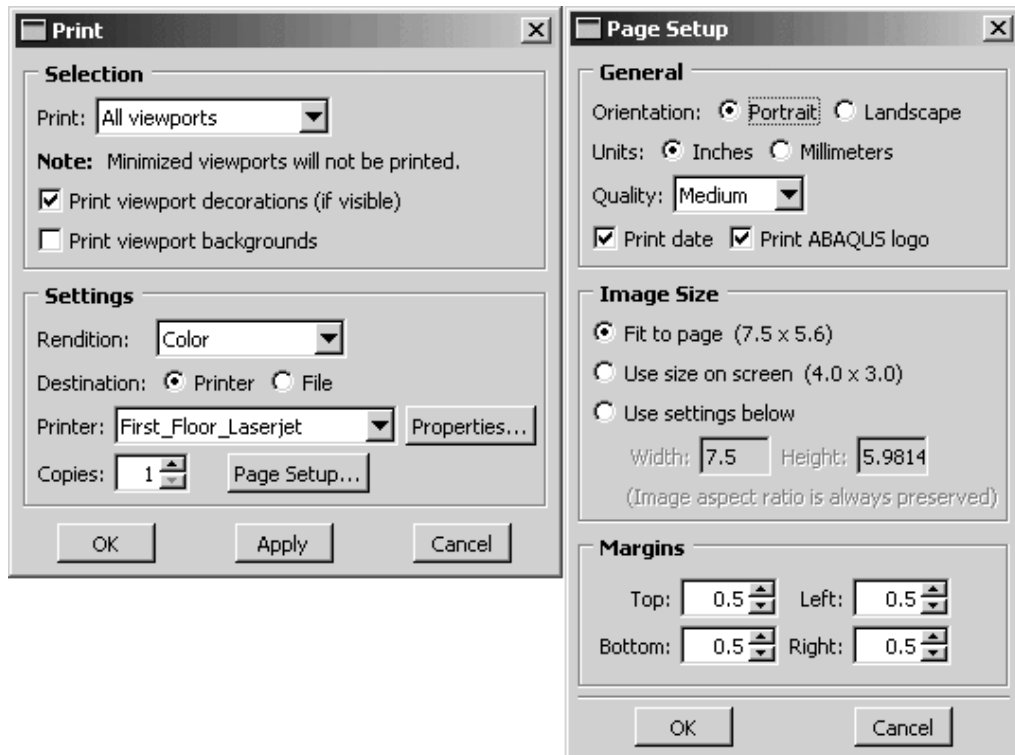 Print
Selection
Print: All viewports
Note: Minimized viewports will not be printed.
Print viewport decorations (if visible)
Print viewport backgrounds
Settings
Rendition: Color
Destination: Printer File
Printer: First_Floor_Laserjet Properties...
Copies: 1 Page Setup...
OK Apply Cancel
Page Setup
General
Orientation: Portrait Landscape
Units: Inches Millimeters
Quality: Medium
Print date Print ABAQUS logo
Image Size
Fit to page (7.5 x 5.6)
Use size on screen (4.0 x 3.0)
Use settings below
Width: 7.5 Height: 5.9814
(Image aspect ratio is always preserved)
Margins
Top: 0.5 Left: 0.5
Bottom: 0.5 Right: 0.5
OK Cancel